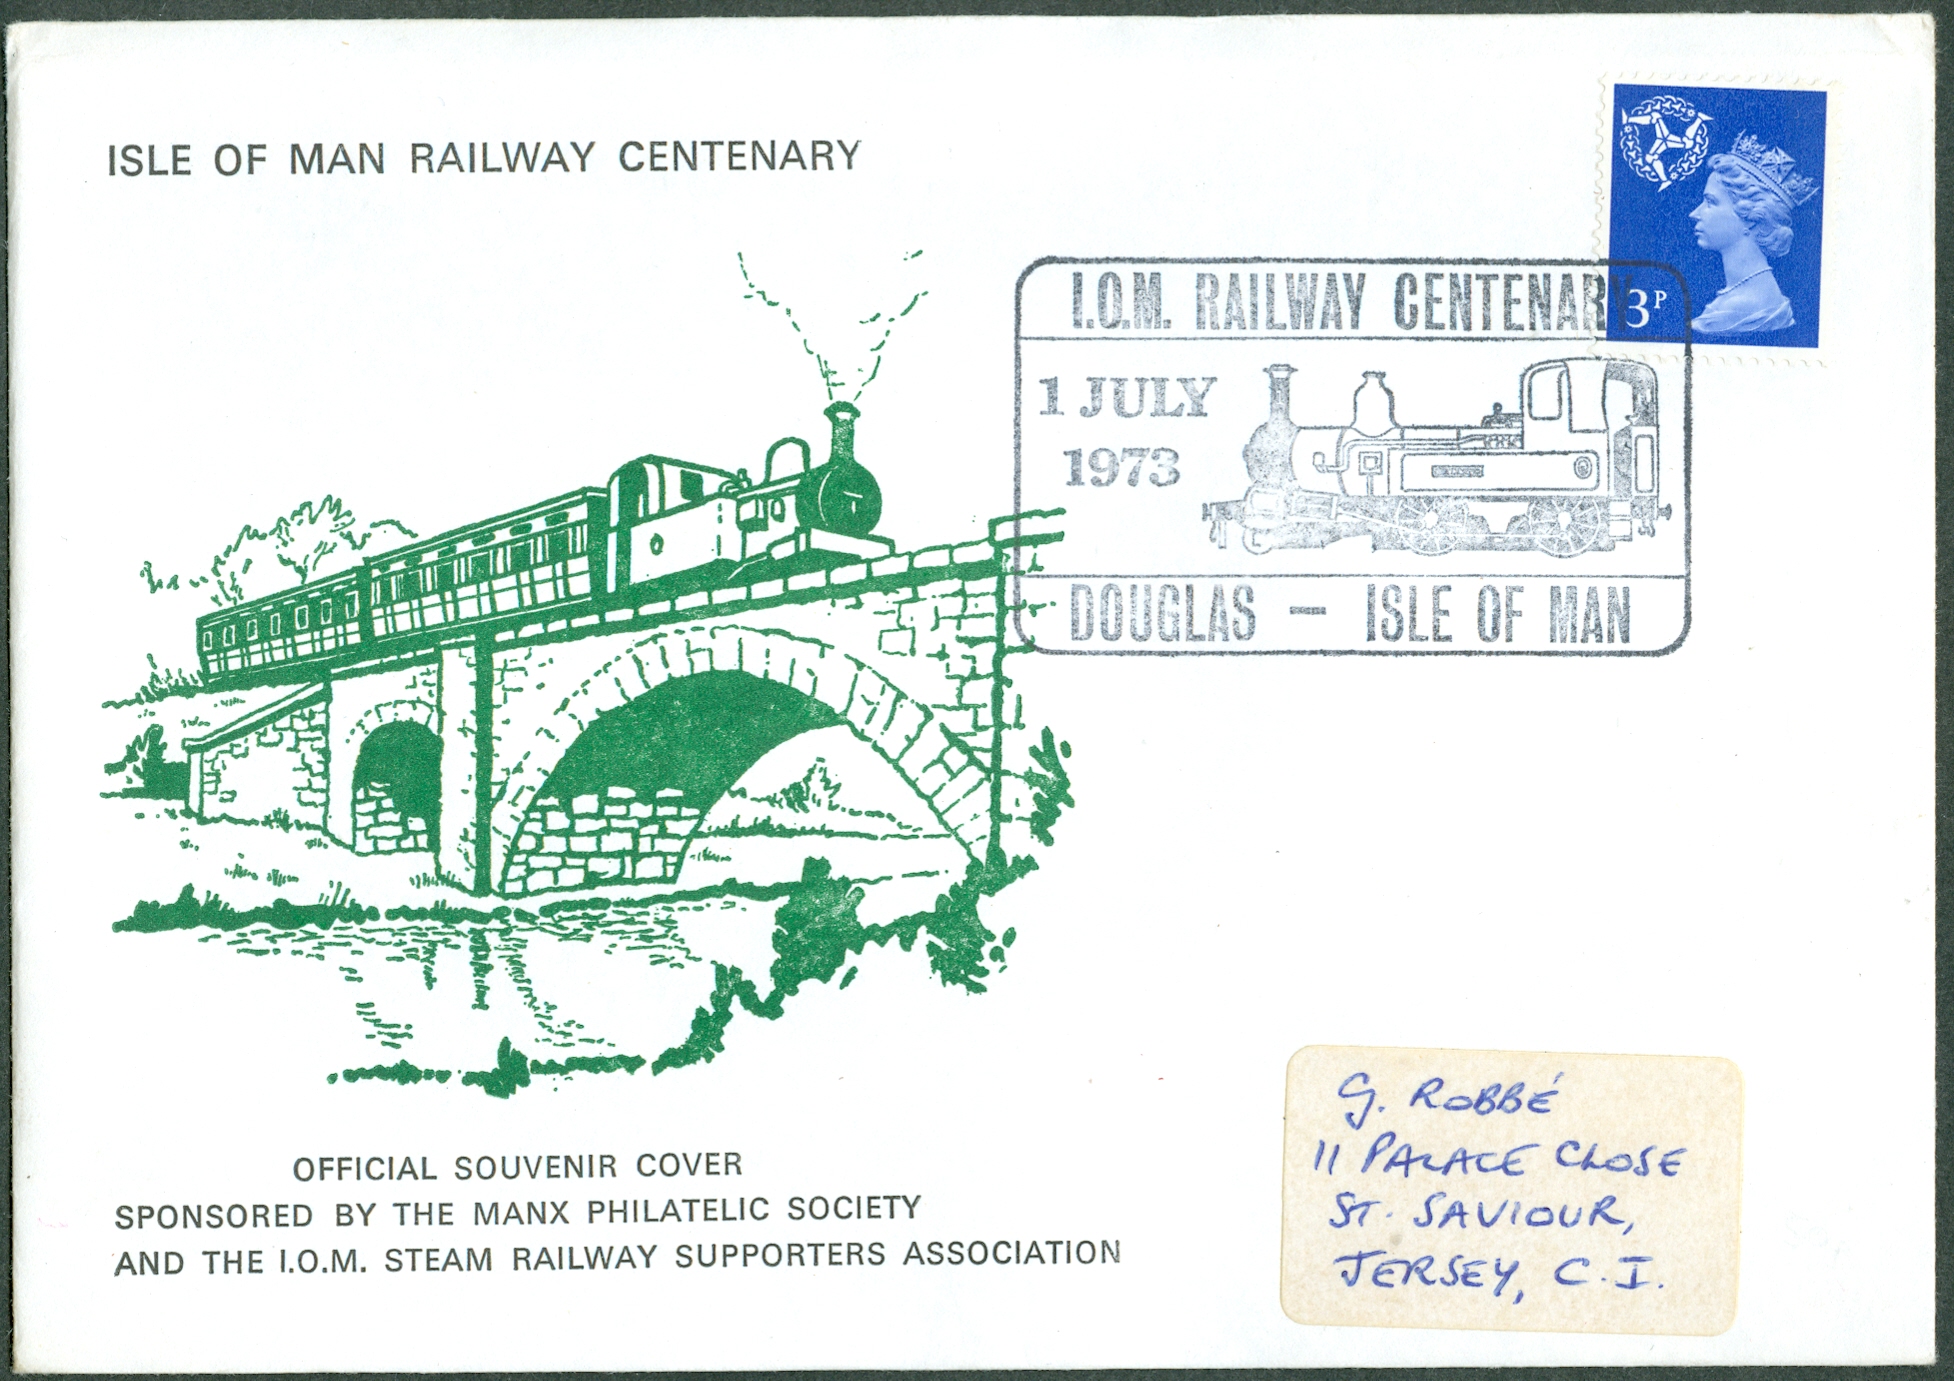 ISLE OF MAN RAILWAY CENTENARY
3P
I.O.M. RAILWAY CENTENARY
1 JULY
1973
DOUGLAS — ISLE OF MAN
OFFICIAL SOUVENIR COVER
SPONSORED BY THE MANX PHILATELIC SOCIETY
AND THE I.O.M. STEAM RAILWAY SUPPORTERS ASSOCIATION
G. ROBBÉ
11 PALACE CLOSE
ST. SAVIOUR,
JERSEY, C.I.